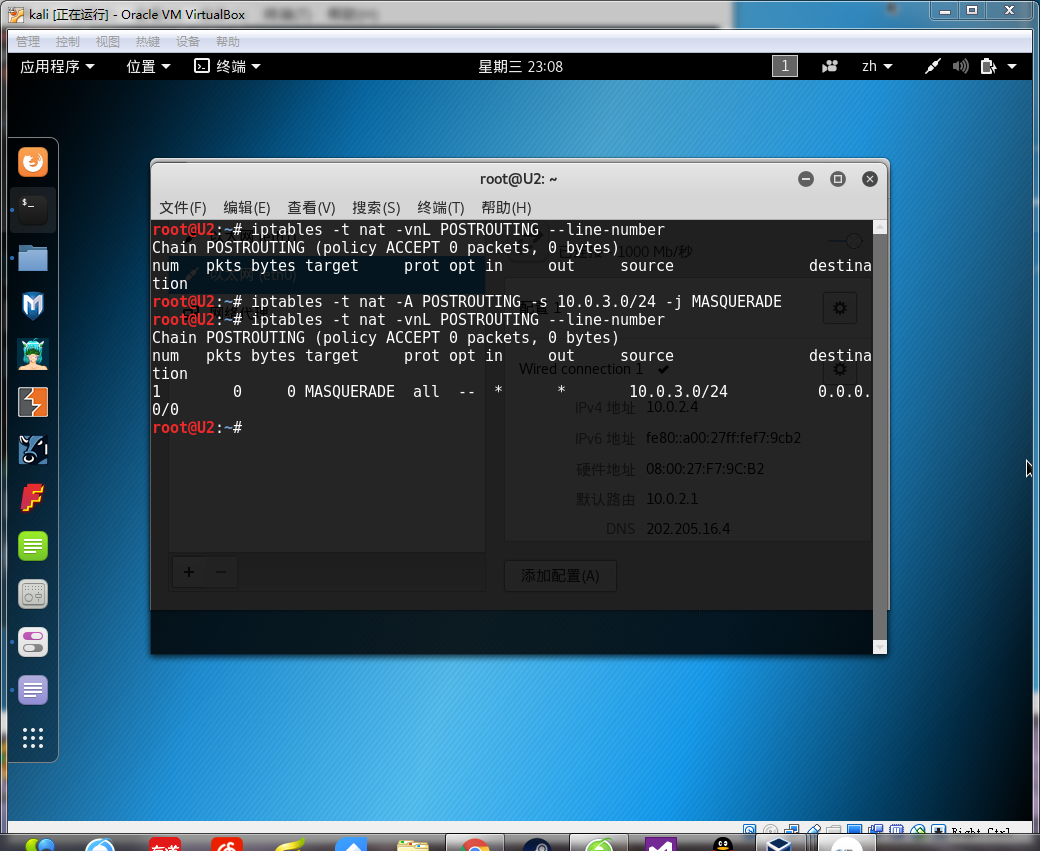 kali [正在运行] - Oracle VM VirtualBox
管理 控制 视图 热键 设备 帮助
应用程序 位置 终端 星期三 23:08 1 zh
root@U2: ~
文件(F) 编辑(E) 查看(V) 搜索(S) 终端(T) 帮助(H)
root@U2:~# iptables -t nat -vnL POSTROUTING --line-number
Chain POSTROUTING (policy ACCEPT 0 packets, 0 bytes)
1000 Mb/秒
num pkts bytes target prot opt in out source destina
tion
root@U2:~# iptables -t nat -A POSTROUTING -s 10.0.3.0/24 -j MASQUERADE
root@U2:~# iptables -t nat -vnL POSTROUTING --line-number
Chain POSTROUTING (policy ACCEPT 0 packets, 0 bytes)
num pkts bytes target prot opt in out source destina
tion
Wired connection 1
1 0 0 MASQUERADE all -- * * 10.0.3.0/24 0.0.0.
0/0
IPv4 地址 10.0.2.4
root@U2:~#
IPv6 地址 fe80::a00:27ff:fef7:9cb2
硬件地址 08:00:27:F7:9C:B2
默认路由 10.0.2.1
DNS 202.205.16.4
添加配置(A)
Right Ctrl